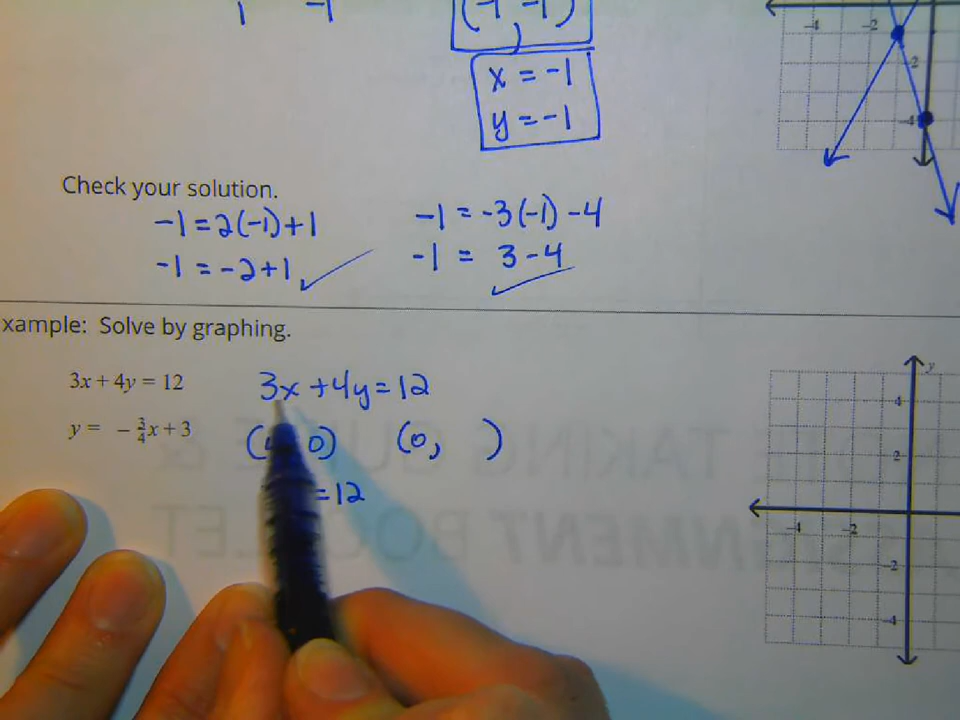 1 -1
(-1, -1)
x = -1
y = -1
-4 -2
-2
-4
Check your solution.
-1 = 2(-1)+1 -1 = -3(-1)-4
-1 = -2+1 -1 = 3-4
xample: Solve by graphing.
3x + 4y = 12 3x + 4y = 12
y = -3/4x + 3 ( 0) (0, )
=12
y
4
2
-4 -2
-2
-4